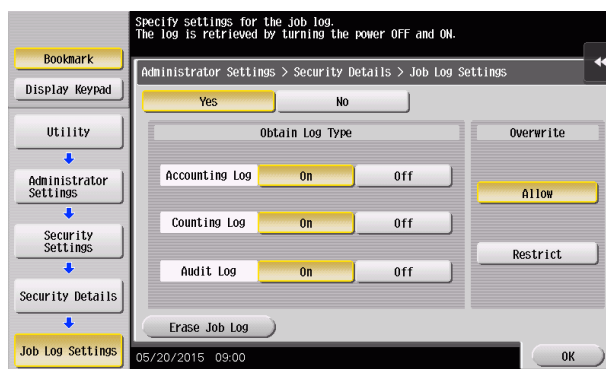 Specify settings for the job log.
The log is retrieved by turning the power OFF and ON.
Bookmark
Display Keypad
Utility
Administrator
Settings
Security
Settings
Security Details
Job Log Settings
Administrator Settings > Security Details > Job Log Settings
Yes No
Obtain Log Type Overwrite
Accounting Log On Off
Allow
Counting Log On Off
Restrict
Audit Log On Off
Erase Job Log
05/20/2015 09:00 OK